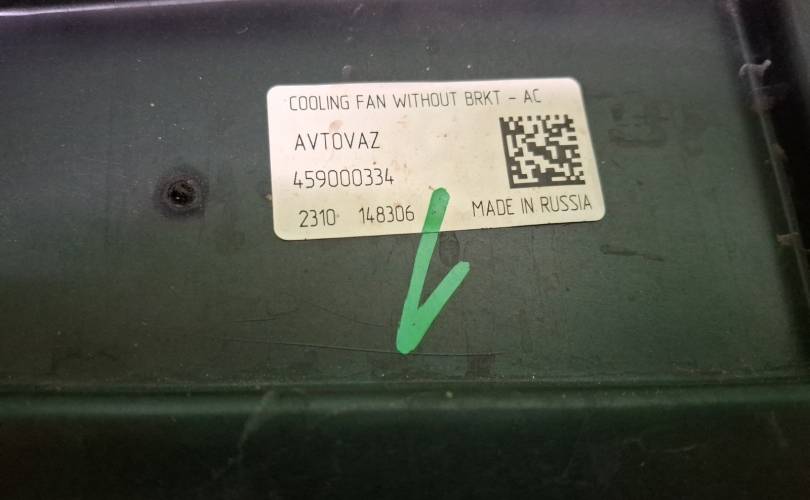 COOLING FAN WITHOUT BRKT - AC
AVTOVAZ
459000334
2310 148306 MADE IN RUSSIA